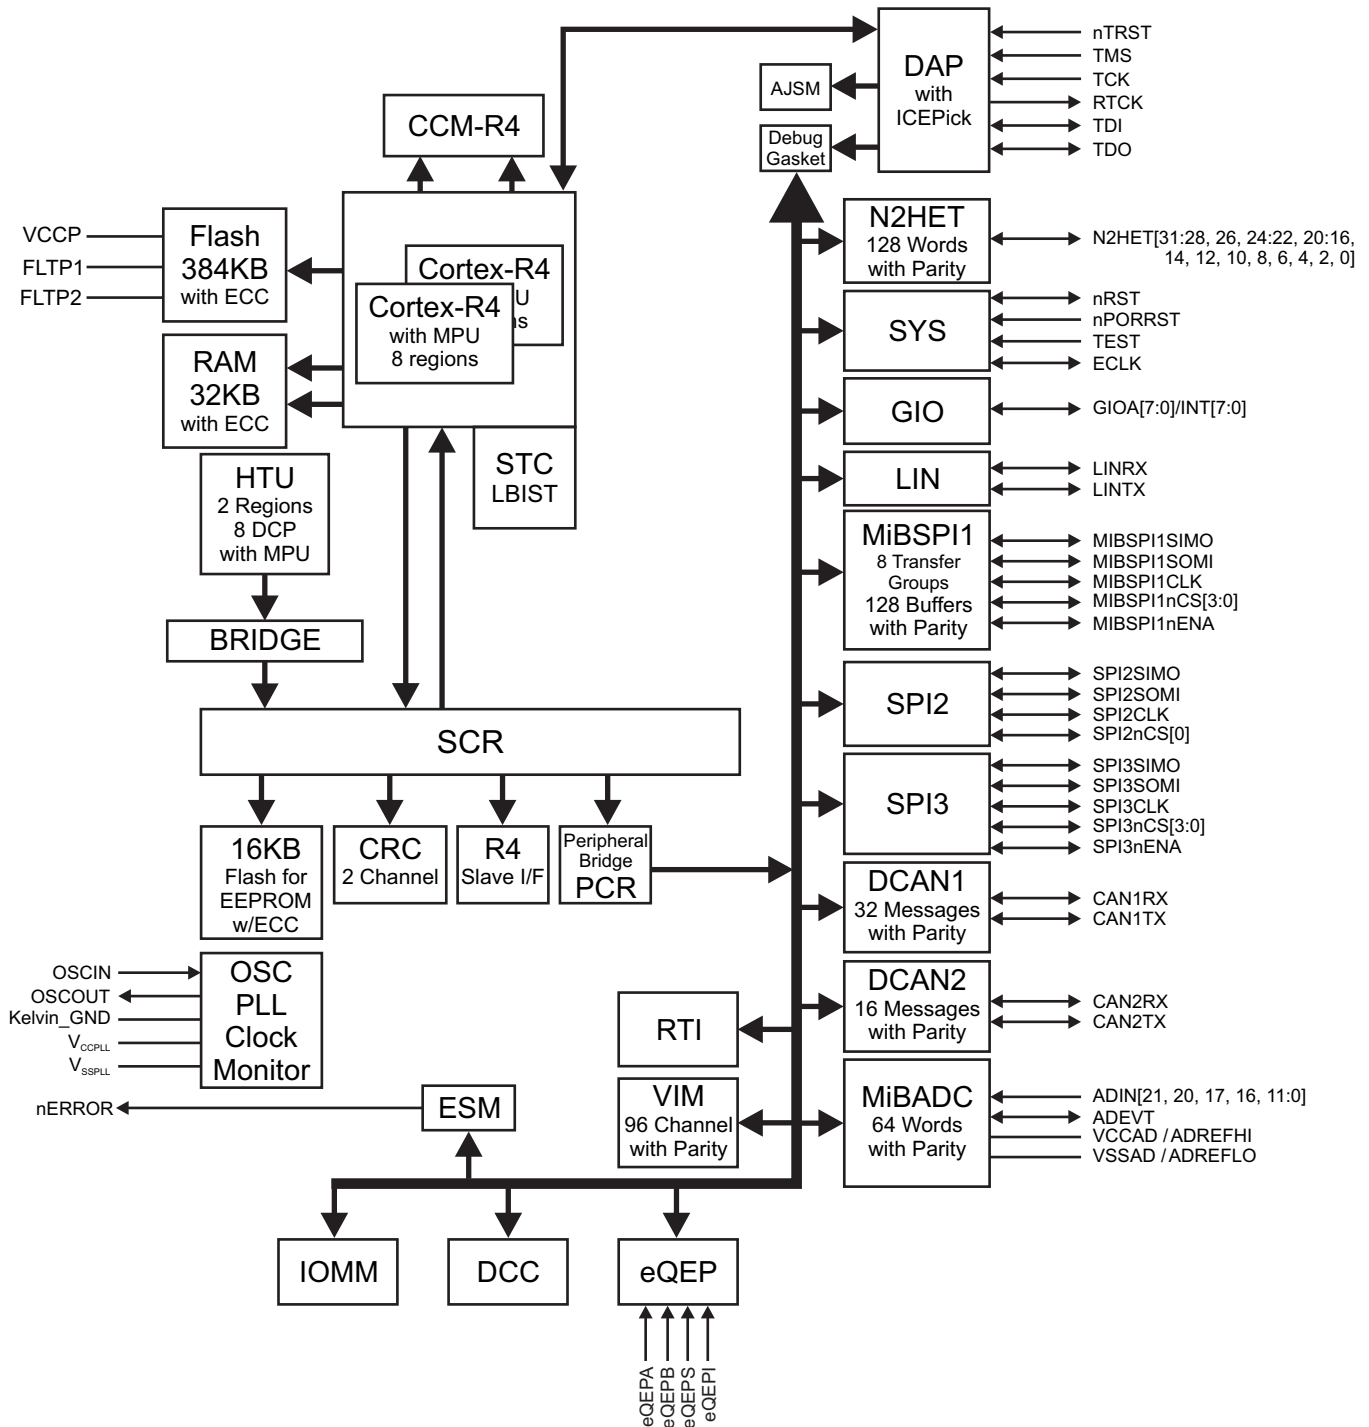 DAP
with
ICEPick
nTRST
TMS
TCK
RTCK
TDI
TDO
AJSM
Debug
Gasket
CCM-R4
VCCP
FLTP1
FLTP2
Flash
384KB
with ECC
Cortex-R4
U
ns
Cortex-R4
with MPU
8 regions
RAM
32KB
with ECC
STC
LBIST
HTU
2 Regions
8 DCP
with MPU
BRIDGE
SCR
16KB
Flash for
EEPROM
w/ECC
CRC
2 Channel
R4
Slave I/F
Peripheral
Bridge
PCR
OSCIN
OSCOUT
Kelvin_GND
VCCPLL
VSSPLL
OSC
PLL
Clock
Monitor
nERROR
ESM
RTI
VIM
96 Channel
with Parity
IOMM
DCC
eQEP
eQEPA
eQEPB
eQEPS
eQEPI
N2HET
128 Words
with Parity
N2HET[31:28, 26, 24:22, 20:16,
14, 12, 10, 8, 6, 4, 2, 0]
SYS
nRST
nPORRST
TEST
ECLK
GIO
GIOA[7:0]/INT[7:0]
LIN
LINRX
LINTX
MiBSPI1
8 Transfer
Groups
128 Buffers
with Parity
MIBSPI1SIMO
MIBSPI1SOMI
MIBSPI1CLK
MIBSPI1nCS[3:0]
MIBSPI1nENA
SPI2
SPI2SIMO
SPI2SOMI
SPI2CLK
SPI2nCS[0]
SPI3
SPI3SIMO
SPI3SOMI
SPI3CLK
SPI3nCS[3:0]
SPI3nENA
DCAN1
32 Messages
with Parity
CAN1RX
CAN1TX
DCAN2
16 Messages
with Parity
CAN2RX
CAN2TX
MiBADC
64 Words
with Parity
ADIN[21, 20, 17, 16, 11:0]
ADEVT
VCCAD / ADREFHI
VSSAD / ADREFLO